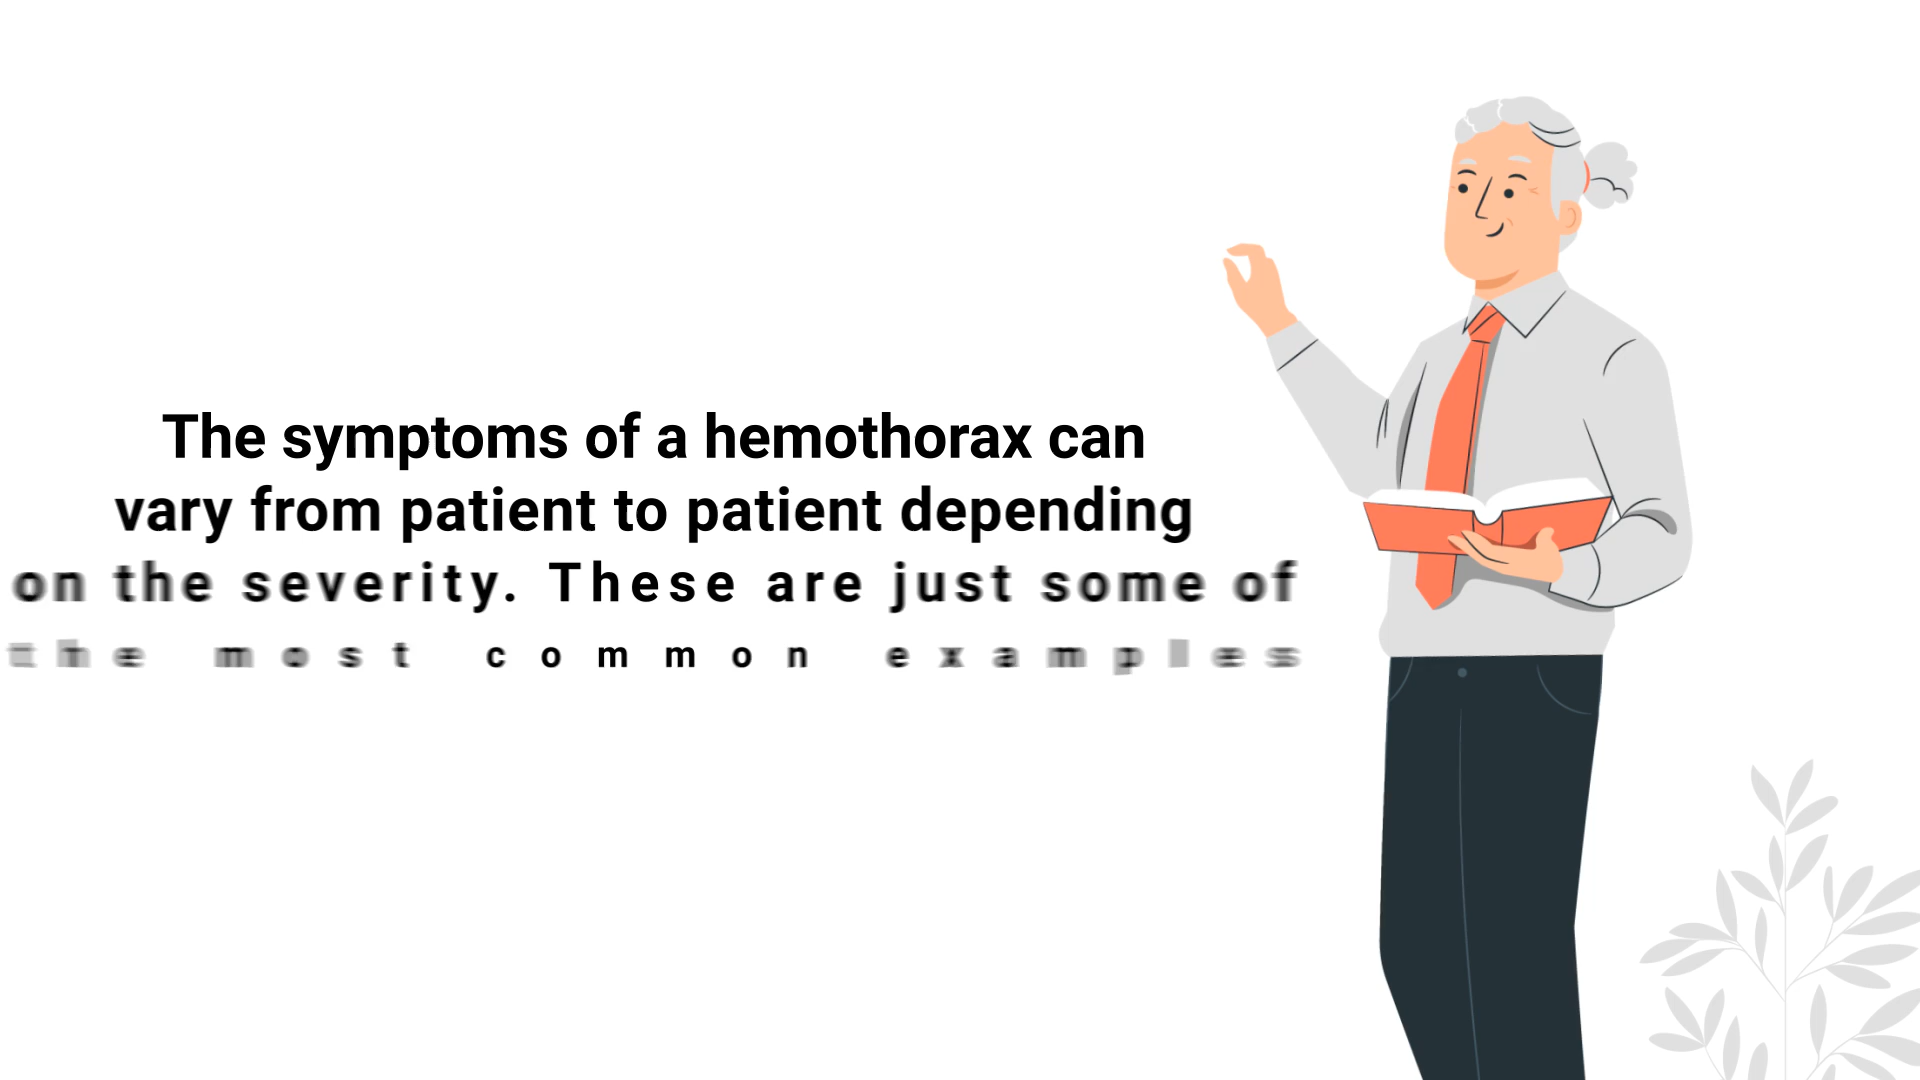 The symptoms of a hemothorax can
vary from patient to patient depending
on the severity. These are just some of
the most common examples